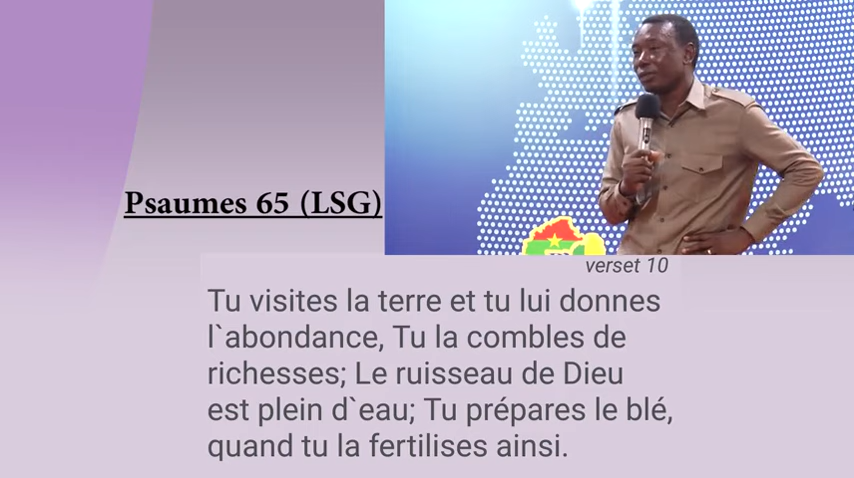 Psaumes 65 (LSG)
verset 10
Tu visites la terre et tu lui donnes
l`abondance, Tu la combles de
richesses; Le ruisseau de Dieu
est plein d`eau; Tu prépares le blé,
quand tu la fertilises ainsi.